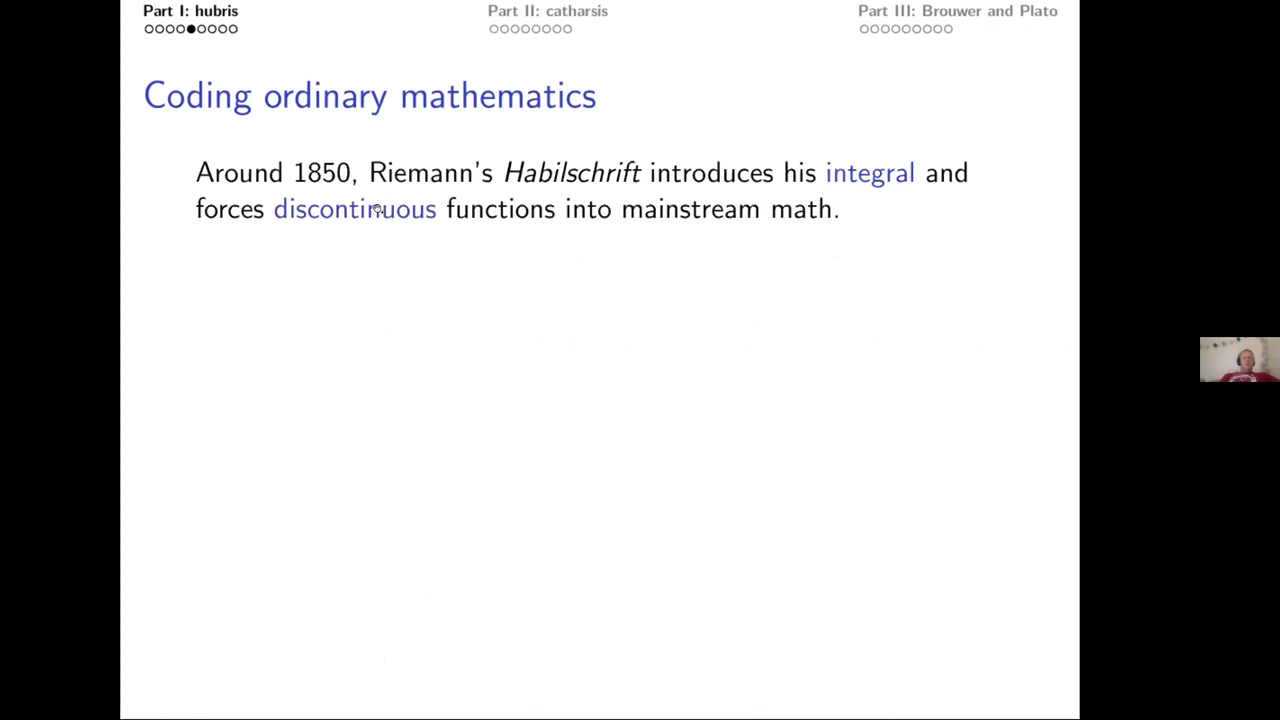 Part I: hubris
Part II: catharsis
Part III: Brouwer and Plato
Coding ordinary mathematics
Around 1850, Riemann's Habilschrift introduces his integral and
forces discontinuous functions into mainstream math.